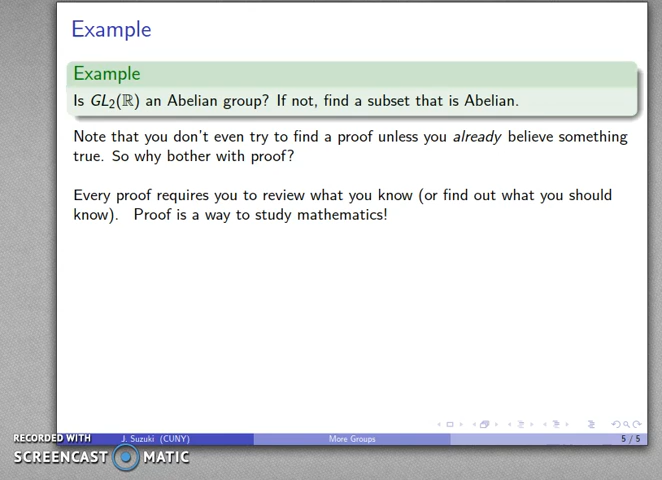 Example
Example
Is GL₂(ℝ) an Abelian group? If not, find a subset that is Abelian.
Note that you don't even try to find a proof unless you already believe something
true. So why bother with proof?
Every proof requires you to review what you know (or find out what you should
know). Proof is a way to study mathematics!
J. Suzuki (CUNY) More Groups 5 / 5
RECORDED WITH
SCREENCAST MATIC